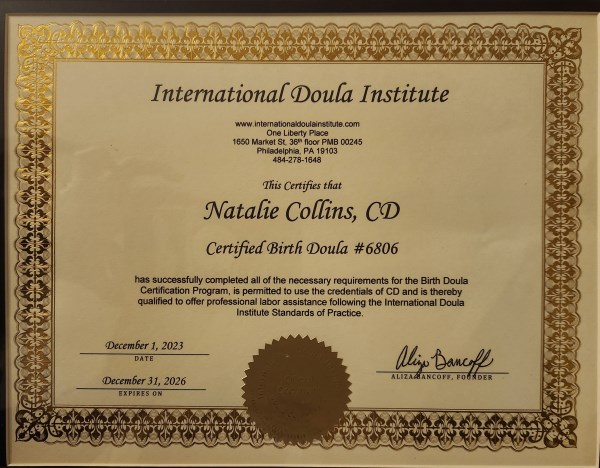 International Doula Institute
www.internationaldoulainstitute.com
One Liberty Place
1650 Market St, 36th floor PMB 00245
Philadelphia, PA 19103
484-278-1648
This Certifies that
Natalie Collins, CD
Certified Birth Doula #6806
has successfully completed all of the necessary requirements for the Birth Doula
Certification Program, is permitted to use the credentials of CD and is thereby
qualified to offer professional labor assistance following the International Doula
Institute Standards of Practice.
December 1, 2023
DATE
December 31, 2026
EXPIRES ON
Aliza Bancoff
ALIZA BANCOFF, FOUNDER